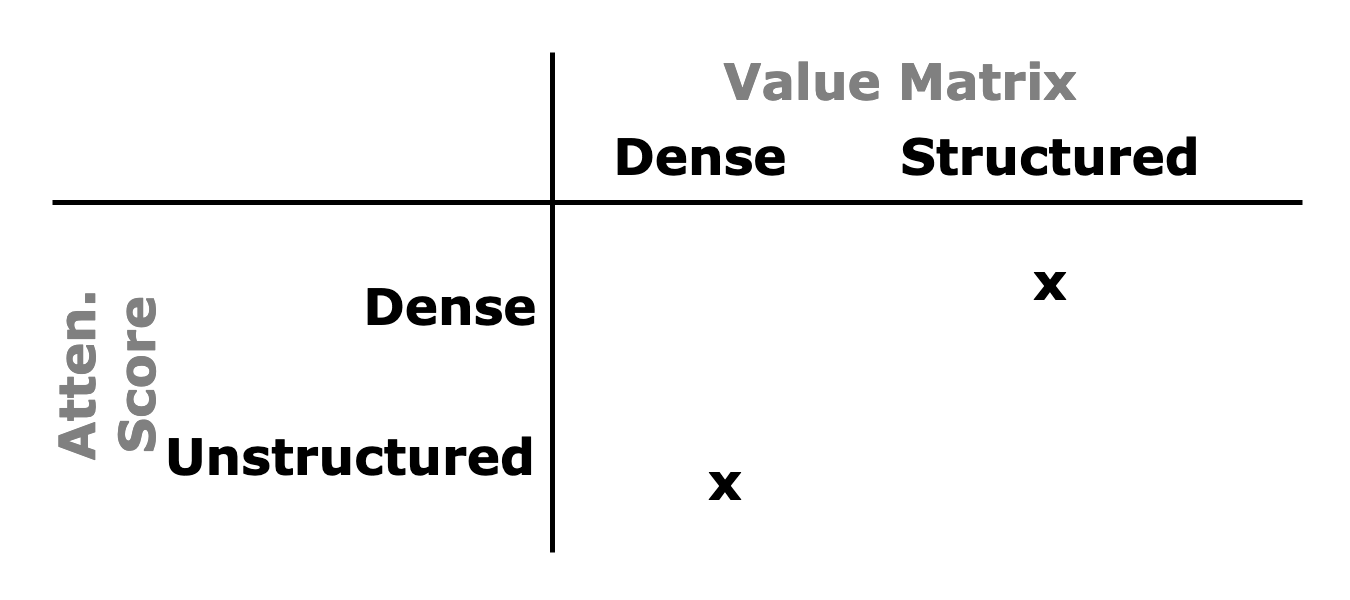 Value Matrix
Dense Structured
Atten.
Score
Dense
x
Unstructured
x